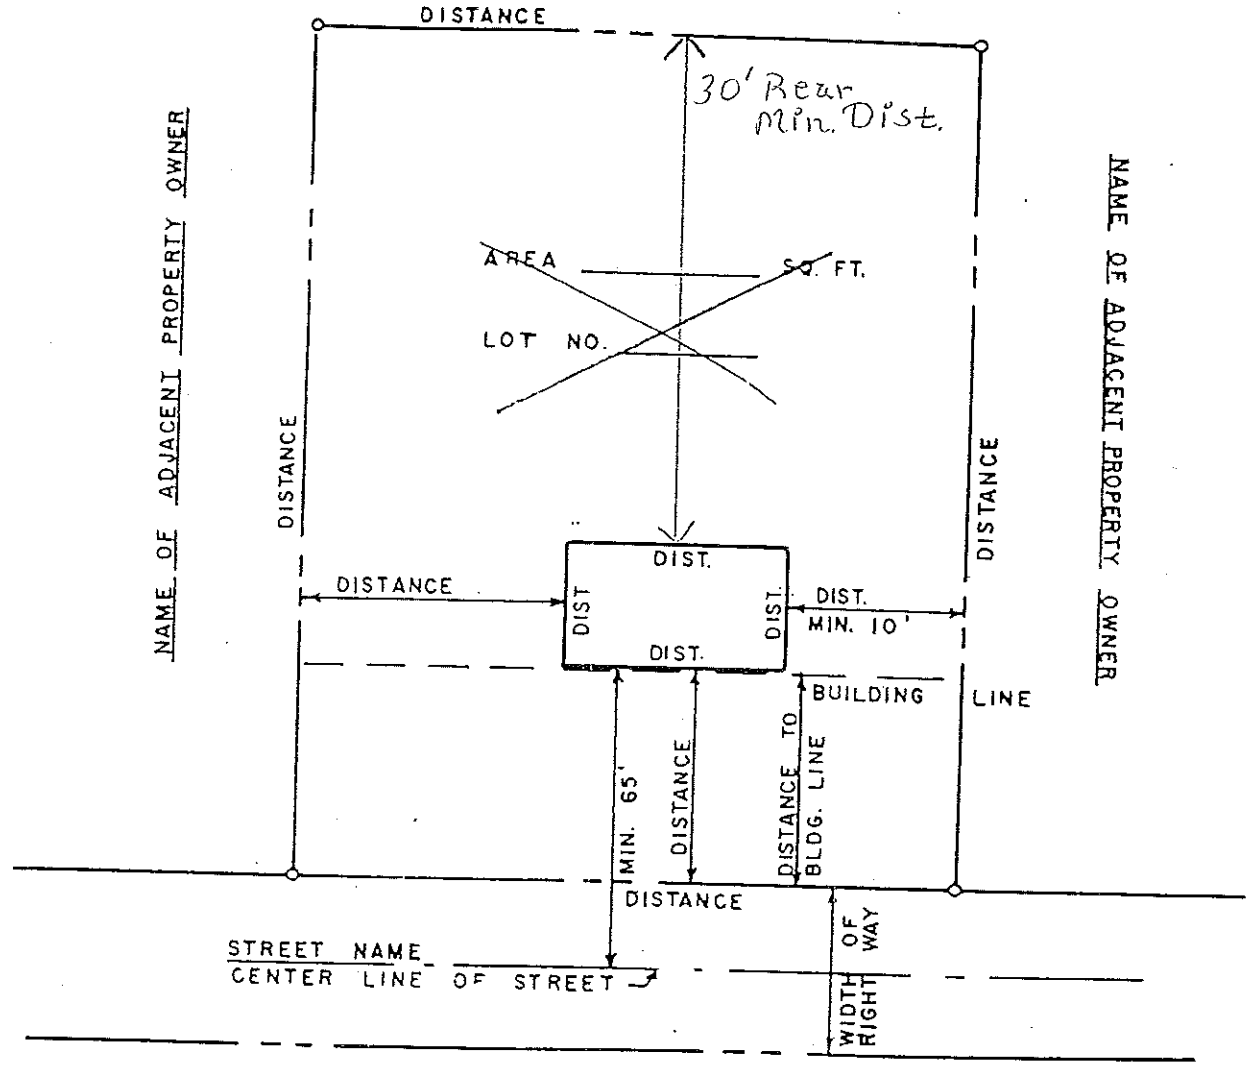 DISTANCE
30' Rear
Min. Dist.
NAME OF ADJACENT PROPERTY OWNER
NAME OF ADJACENT PROPERTY OWNER
AREA SQ. FT.
LOT NO.
DISTANCE
DISTANCE
DIST.
DISTANCE
DIST
DIST.
DIST.
MIN. 10'
DIST.
BUILDING LINE
MIN. 65'
DISTANCE
DISTANCE TO
BLDG. LINE
DISTANCE
STREET NAME
CENTER LINE OF STREET
WIDTH OF
RIGHT WAY